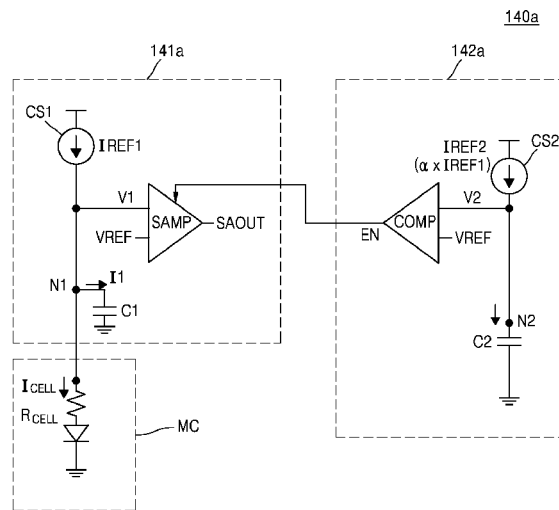 140a
141a
142a
CS1
IREF1
IREF2
(α x IREF1)
CS2
V1
SAMP
SAOUT
VREF
COMP
V2
EN
VREF
N1
I1
C1
N2
C2
ICELL
RCELL
MC